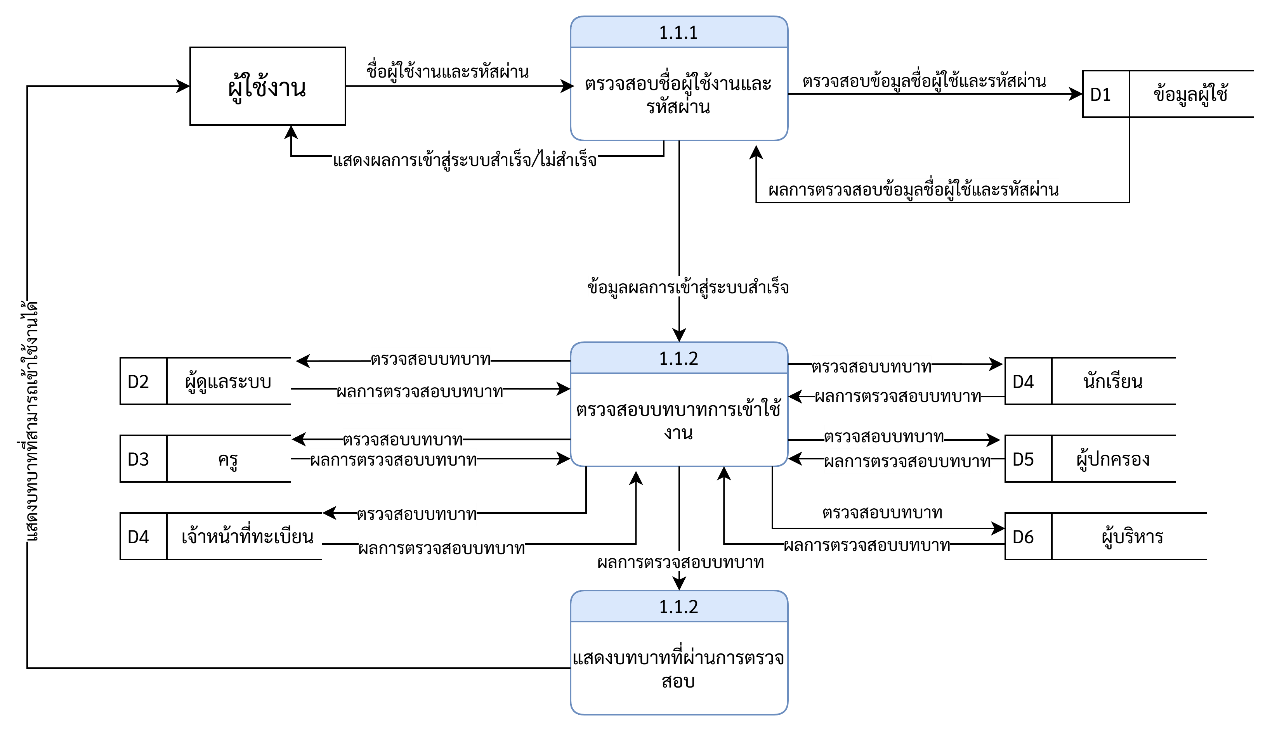 1.1.1
ผู้ใช้งาน
ชื่อผู้ใช้งานและรหัสผ่าน
ตรวจสอบชื่อผู้ใช้งานและ
รหัสผ่าน
ตรวจสอบข้อมูลชื่อผู้ใช้และรหัสผ่าน
D1
ข้อมูลผู้ใช้
แสดงผลการเข้าสู่ระบบสำเร็จ/ไม่สำเร็จ
ผลการตรวจสอบข้อมูลชื่อผู้ใช้และรหัสผ่าน
ข้อมูลผลการเข้าสู่ระบบสำเร็จ
แสดงบทบาทที่สามารถเข้าใช้งานได้
1.1.2
ตรวจสอบบทบาทการเข้าใช้
งาน
D2
ผู้ดูแลระบบ
ตรวจสอบบทบาท
ผลการตรวจสอบบทบาท
ตรวจสอบบทบาท
ผลการตรวจสอบบทบาท
D4
นักเรียน
D3
ครู
ตรวจสอบบทบาท
ผลการตรวจสอบบทบาท
ตรวจสอบบทบาท
ผลการตรวจสอบบทบาท
D5
ผู้ปกครอง
D4
เจ้าหน้าที่ทะเบียน
ตรวจสอบบทบาท
ผลการตรวจสอบบทบาท
ตรวจสอบบทบาท
ผลการตรวจสอบบทบาท
D6
ผู้บริหาร
ผลการตรวจสอบบทบาท
1.1.2
แสดงบทบาทที่ผ่านการตรวจ
สอบ